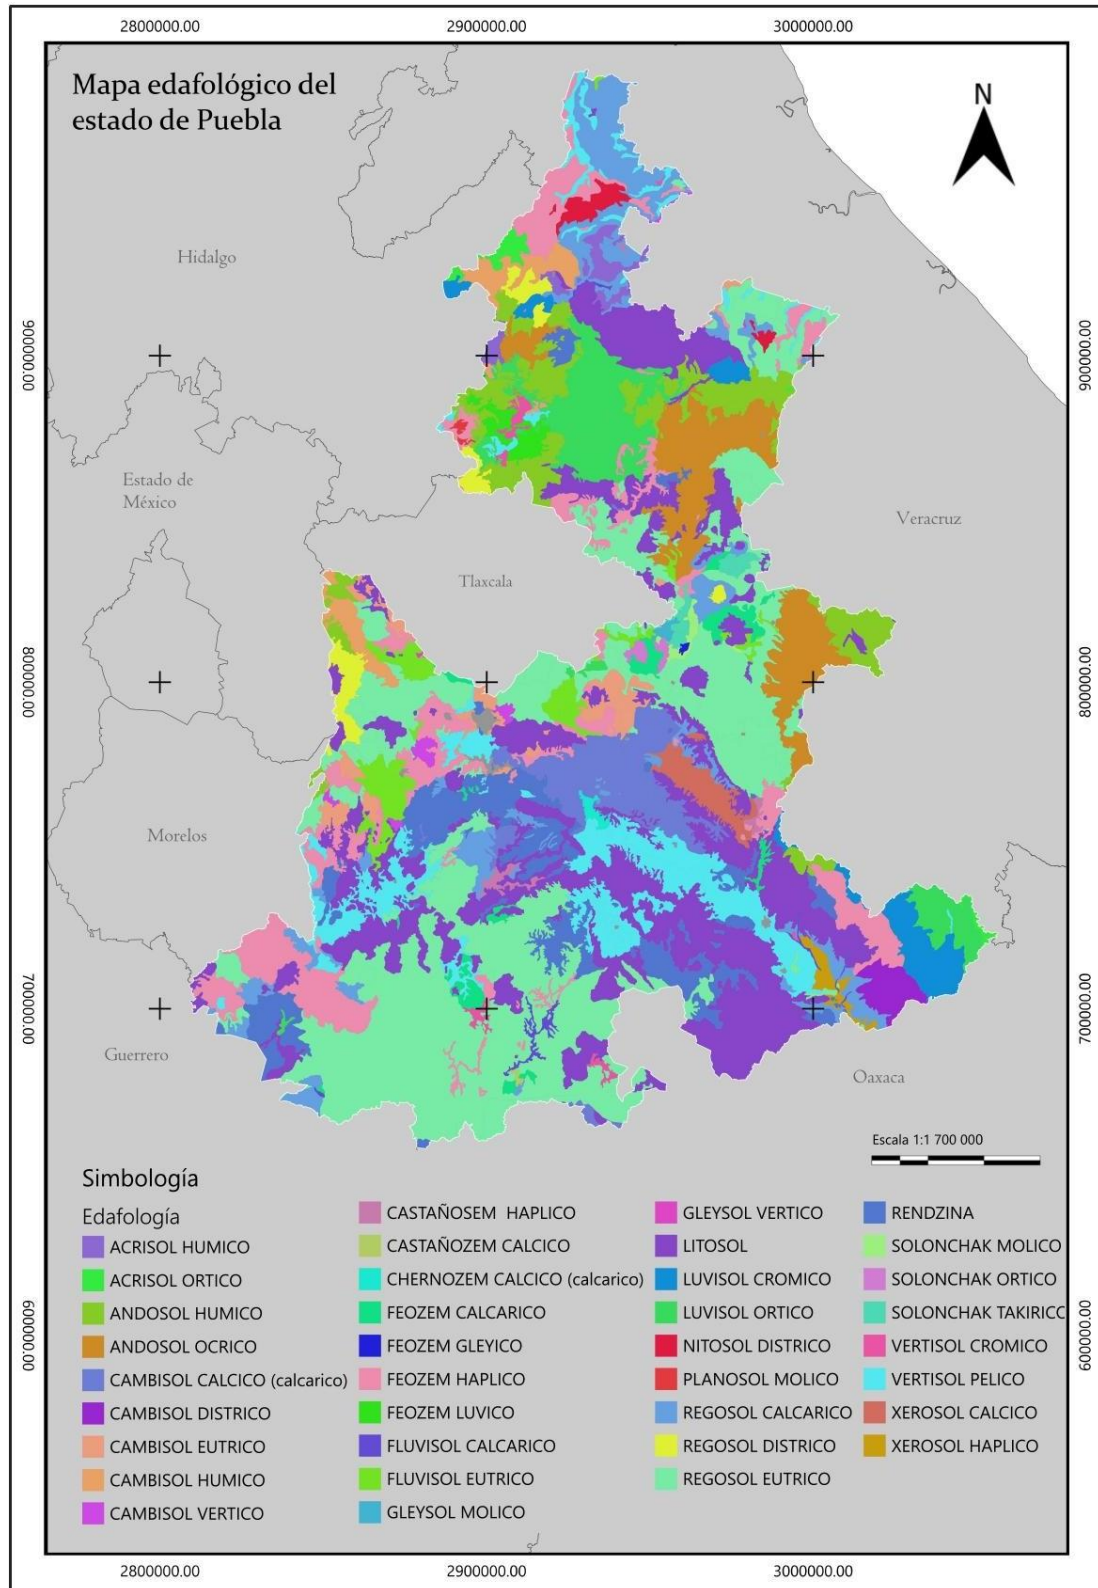 2800000.00
2900000.00
3000000.00
Mapa edafológico del
estado de Puebla
N
Hidalgo
900000.00
900000.00
Estado de
México
Veracruz
Tlaxcala
800000.00
800000.00
Morelos
700000.00
700000.00
Guerrero
Oaxaca
Escala 1:1 700 000
Simbología
Edafología
ACRISOL HUMICO
ACRISOL ORTICO
ANDOSOL HUMICO
ANDOSOL OCRICO
CAMBISOL CALCICO (calcarico)
CAMBISOL DISTRICO
CAMBISOL EUTRICO
CAMBISOL HUMICO
CAMBISOL VERTICO
CASTAÑOSEM HAPLICO
CASTAÑOZEM CALCICO
CHERNOZEM CALCICO (calcarico)
FEOZEM CALCARICO
FEOZEM GLEYICO
FEOZEM HAPLICO
FEOZEM LUVICO
FLUVISOL CALCARICO
FLUVISOL EUTRICO
GLEYSOL MOLICO
GLEYSOL VERTICO
LITOSOL
LUVISOL CROMICO
LUVISOL ORTICO
NITOSOL DISTRICO
PLANOSOL MOLICO
REGOSOL CALCARICO
REGOSOL DISTRICO
REGOSOL EUTRICO
RENDZINA
SOLONCHAK MOLICO
SOLONCHAK ORTICO
SOLONCHAK TAKIRICO
VERTISOL CROMICO
VERTISOL PELICO
XEROSOL CALCICO
XEROSOL HAPLICO
600000.00
600000.00
2800000.00
2900000.00
3000000.00